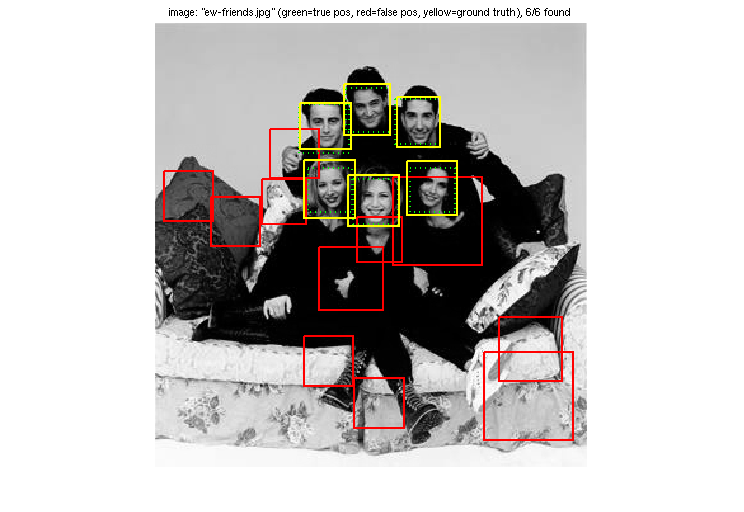 image: "ew-friends.jpg" (green=true pos, red=false pos, yellow=ground truth), 6/6 found